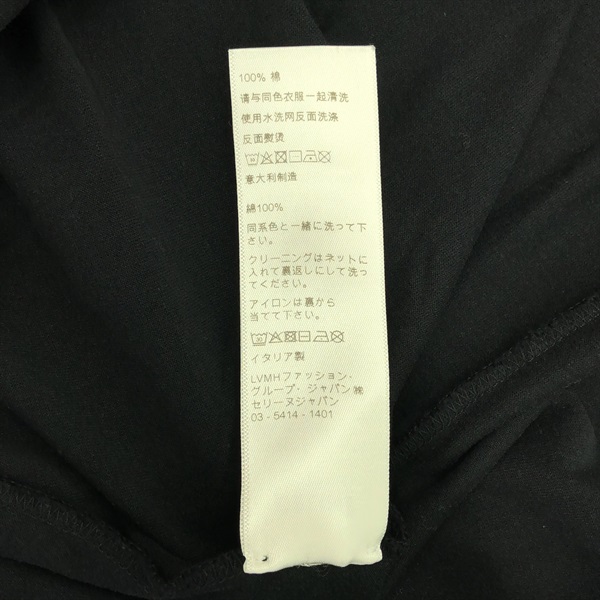 100% 棉
请与同色衣服一起清洗
使用水洗网反面洗涤
反面熨烫
意大利制造
綿100%
同系色と一緒に洗って下
さい。
クリーニングはネットに
入れて裏返しにして洗っ
てください。
アイロンは裏から
当てて下さい。
30
イタリア製
LVMHファッション・
グループ・ジャパン㈱
セリーヌジャパン
03 - 5414 - 1401